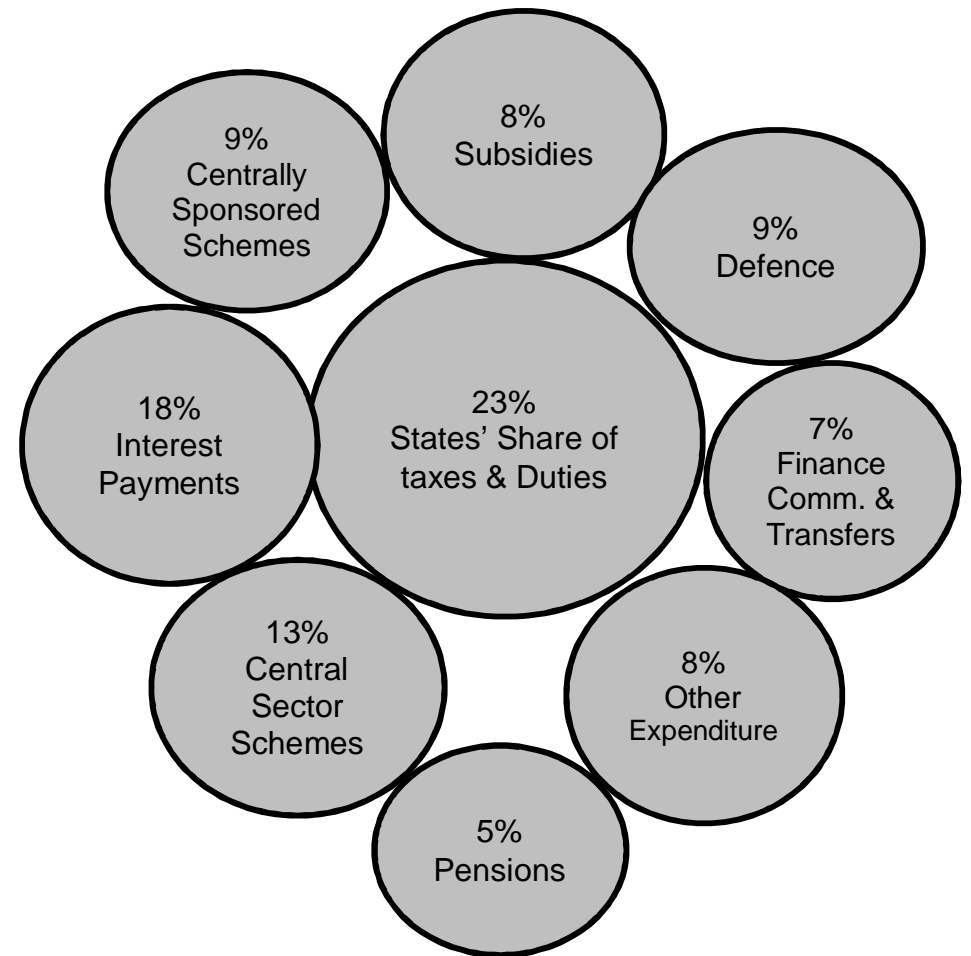 8%
Subsidies
9%
Centrally
Sponsored
Schemes
9%
Defence
18%
Interest
Payments
23%
States’ Share of
taxes & Duties
7%
Finance
Comm. &
Transfers
13%
Central
Sector
Schemes
8%
Other
Expenditure
5%
Pensions